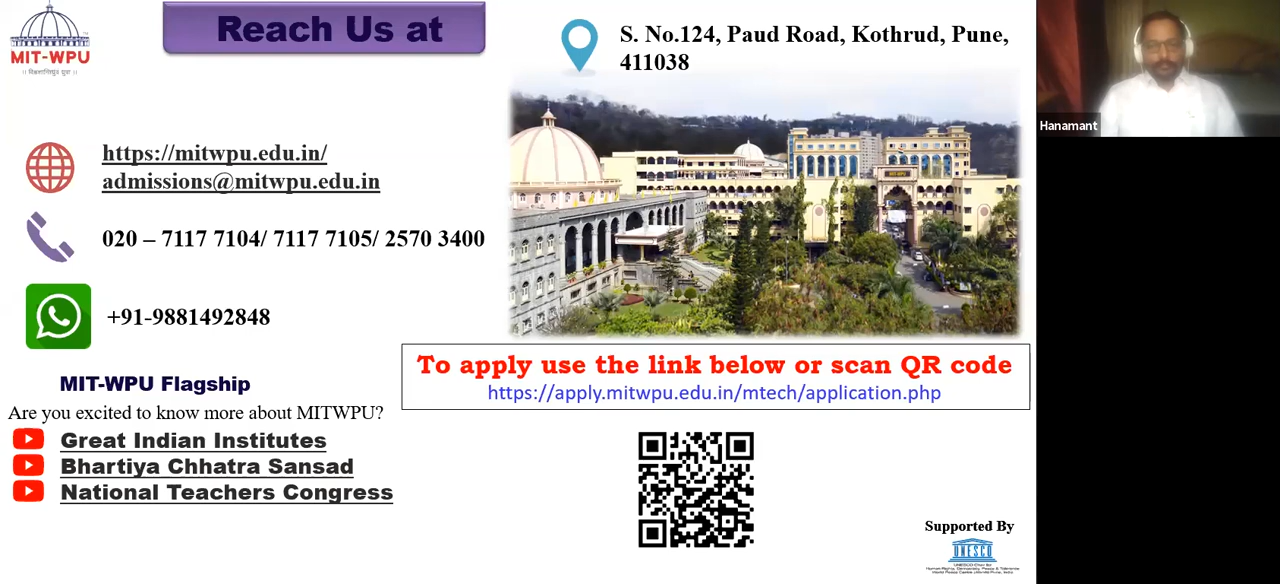 MIT-WPU
Reach Us at
S. No.124, Paud Road, Kothrud, Pune,
411038
https://mitwpu.edu.in/
admissions@mitwpu.edu.in
020 – 7117 7104/ 7117 7105/ 2570 3400
+91-9881492848
MIT-WPU
To apply use the link below or scan QR code
https://apply.mitwpu.edu.in/mtech/application.php
MIT-WPU Flagship
Are you excited to know more about MITWPU?
Great Indian Institutes
Bhartiya Chhatra Sansad
National Teachers Congress
Supported By
UNESCO
Hanamant